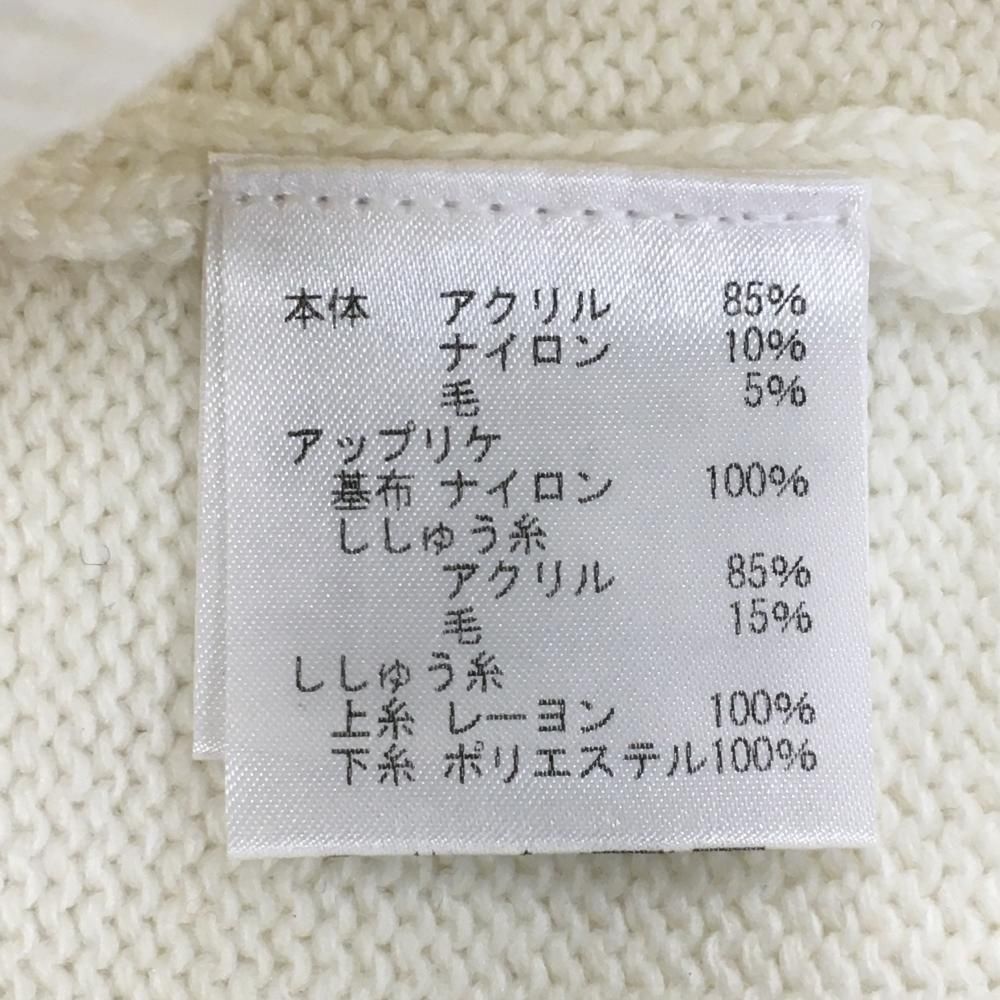 本体 アクリル 85%
ナイロン 10%
毛 5%
アップリケ
基布 ナイロン 100%
ししゅう糸
アクリル 85%
毛 15%
ししゅう糸
上糸 レーヨン 100%
下糸 ポリエステル100%